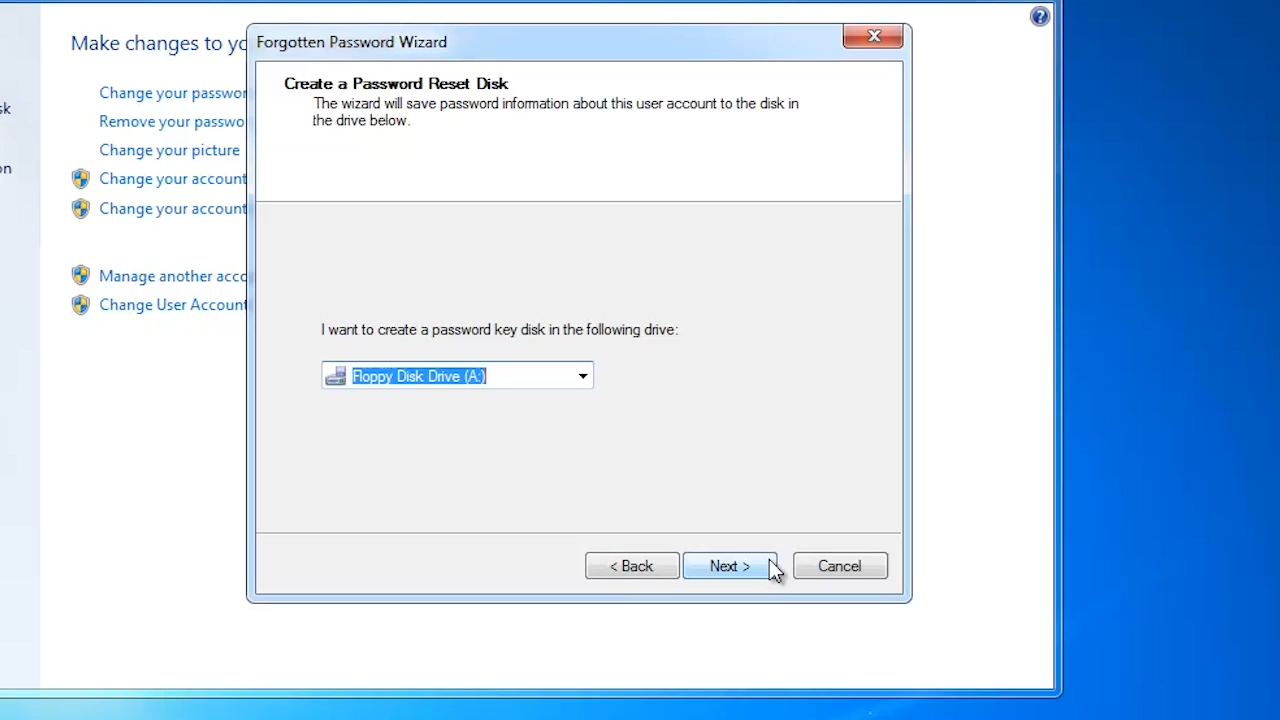 Make changes to yo
Forgotten Password Wizard
Create a Password Reset Disk
The wizard will save password information about this user account to the disk in
the drive below.
Change your passwor
Remove your passwo
Change your picture
Change your account
Change your account
Manage another acco
Change User Account
sk
on
I want to create a password key disk in the following drive:
Floppy Disk Drive (A:)
< Back
Next >
Cancel